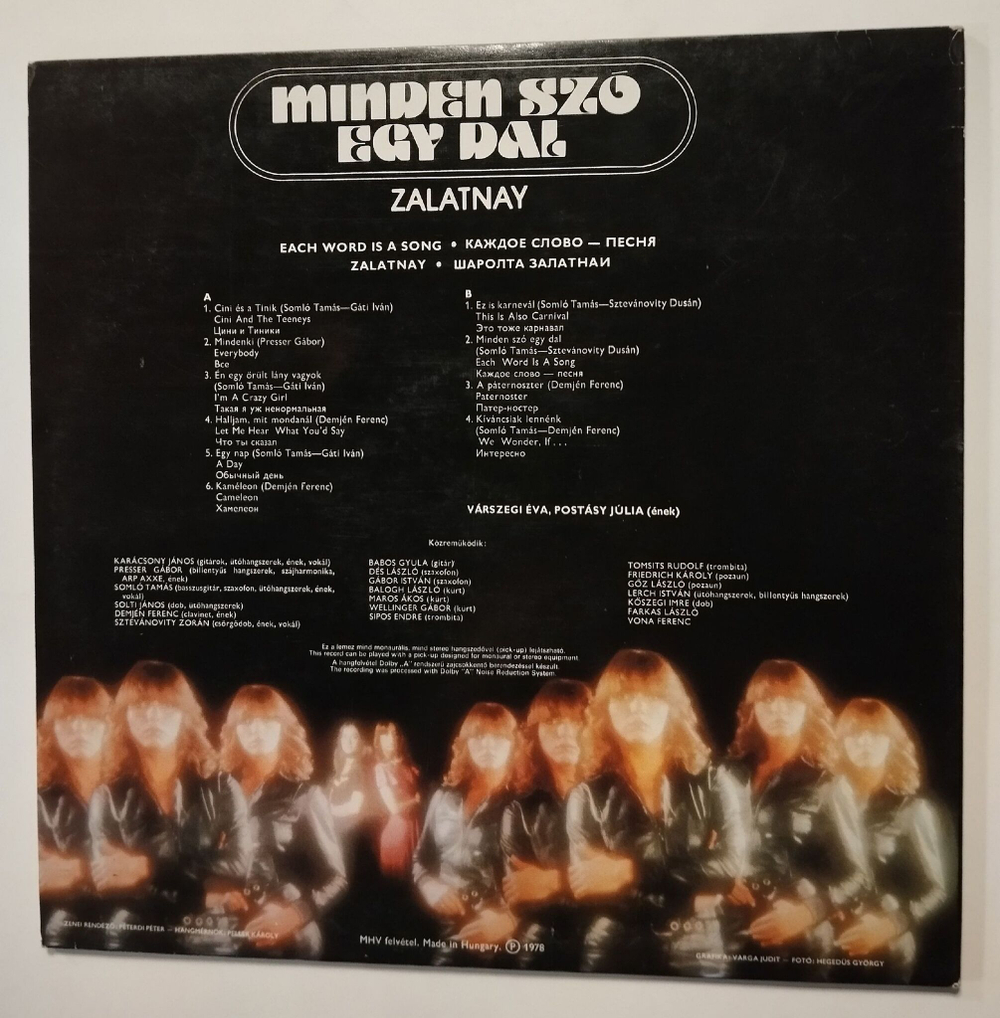 MINDEN SZÓ
EGY DAL
ZALATNAY
EACH WORD IS A SONG • КАЖДОЕ СЛОВО — ПЕСНЯ
ZALATNAY • ШАРОЛТА ЗАЛАТНАИ
A
1. Cini és a Tinik (Somló Tamás—Gáti Iván)
Cini And The Teeneys
Цини и Тиники
2. Mindenki (Presser Gábor)
Everybody
Все
3. Én egy őrült lány vagyok
(Somló Tamás—Gáti Iván)
I'm A Crazy Girl
Такая я уж ненормальная
4. Halljam, mit mondanál (Demjén Ferenc)
Let Me Hear What You'd Say
Что ты сказал
5. Egy nap (Somló Tamás—Gáti Iván)
A Day
Обычный день
6. Kaméleon (Demjén Ferenc)
Cameleon
Хамелеон
B
1. Ez is karnevál (Somló Tamás—Sztevánovity Dusán)
This Is Also Carnival
Это тоже карнавал
2. Minden szó egy dal
(Somló Tamás—Sztevánovity Dusán)
Each Word Is A Song
Каждое слово — песня
3. A páternoszter (Demjén Ferenc)
Paternoster
Патер-ностер
4. Kíváncsiak lennénk
(Somló Tamás—Demjén Ferenc)
We Wonder, If . . .
Интересно
VÁRSZEGI ÉVA, POSTÁSY JÚLIA (ének)
Közreműködik:
KARÁCSONY JÁNOS (gitárok, ütőhangszerek, ének, vokál)
PRESSER GÁBOR (billentyűs hangszerek, szájharmonika,
ARP AXXE, ének)
SOMLÓ TAMÁS (basszusgitár, szaxofon, ütőhangszerek, ének,
vokál)
SOLTI JÁNOS (dob, ütőhangszerek)
DEMJÉN FERENC (clavinet, ének)
SZTEVÁNOVITY ZORÁN (csörgődob, ének, vokál)
BABOS GYULA (gitár)
DÉS LÁSZLÓ (szaxofon)
GÁBOR ISTVÁN (szaxofon)
BALOGH LÁSZLÓ (kürt)
MAROS ÁKOS (kürt)
WELLINGER GÁBOR (kürt)
SIPOS ENDRE (trombita)
TOMSITS RUDOLF (trombita)
FRIEDRICH KÁROLY (pozaun)
GŐZ LÁSZLÓ (pozaun)
LERCH ISTVÁN (ütőhangszerek, billentyűs hangszerek)
KŐSZEGI IMRE (dob)
FARKAS LÁSZLÓ
VONA FERENC
Ez a lemez mind monaurális, mind stereo hangszedővel (pick-up) lejátszható.
This record can be played with a pick-up designed for monaural or stereo equipment.
A hangfelvétel Dolby „A" rendszerű zajcsökkentő berendezéssel készült.
The recording was processed with Dolby "A" Noise Reduction System.
ZENEI RENDEZŐ: PÉTERDI PÉTER — HANGMÉRNÖK: PELLER KÁROLY
MHV felvétel. Made in Hungary. Ⓟ 1978
GRAFIKA: VARGA JUDIT — FOTÓ: HEGEDŰS GYÖRGY